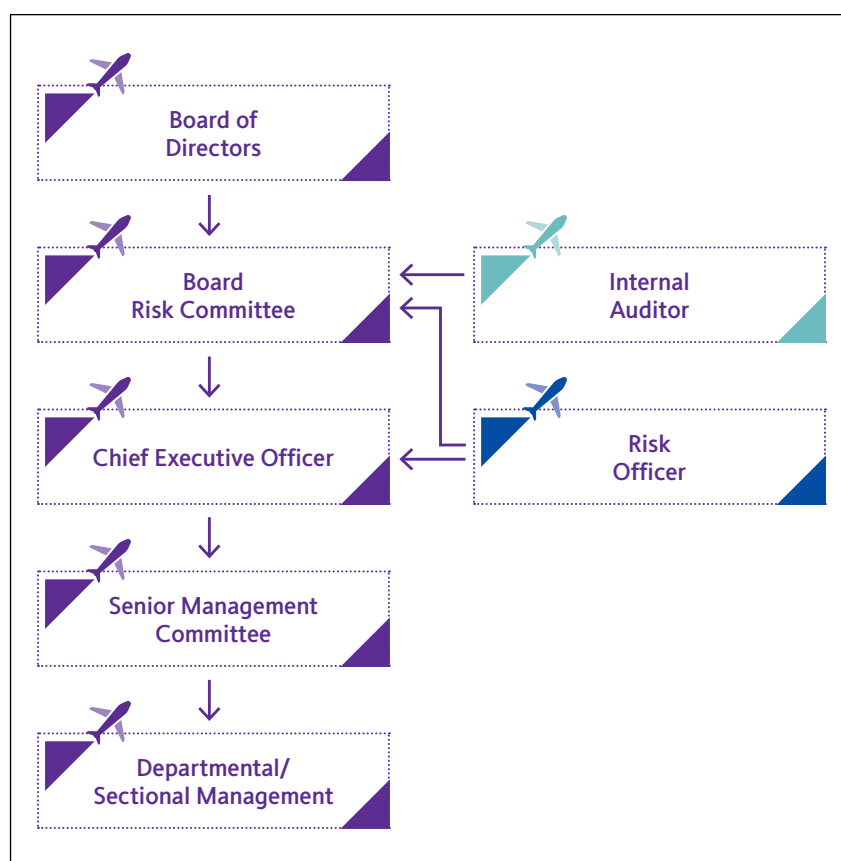 Board of
Directors
Board
Risk Committee
Internal
Auditor
Chief Executive Officer
Risk
Officer
Senior Management
Committee
Departmental/
Sectional Management